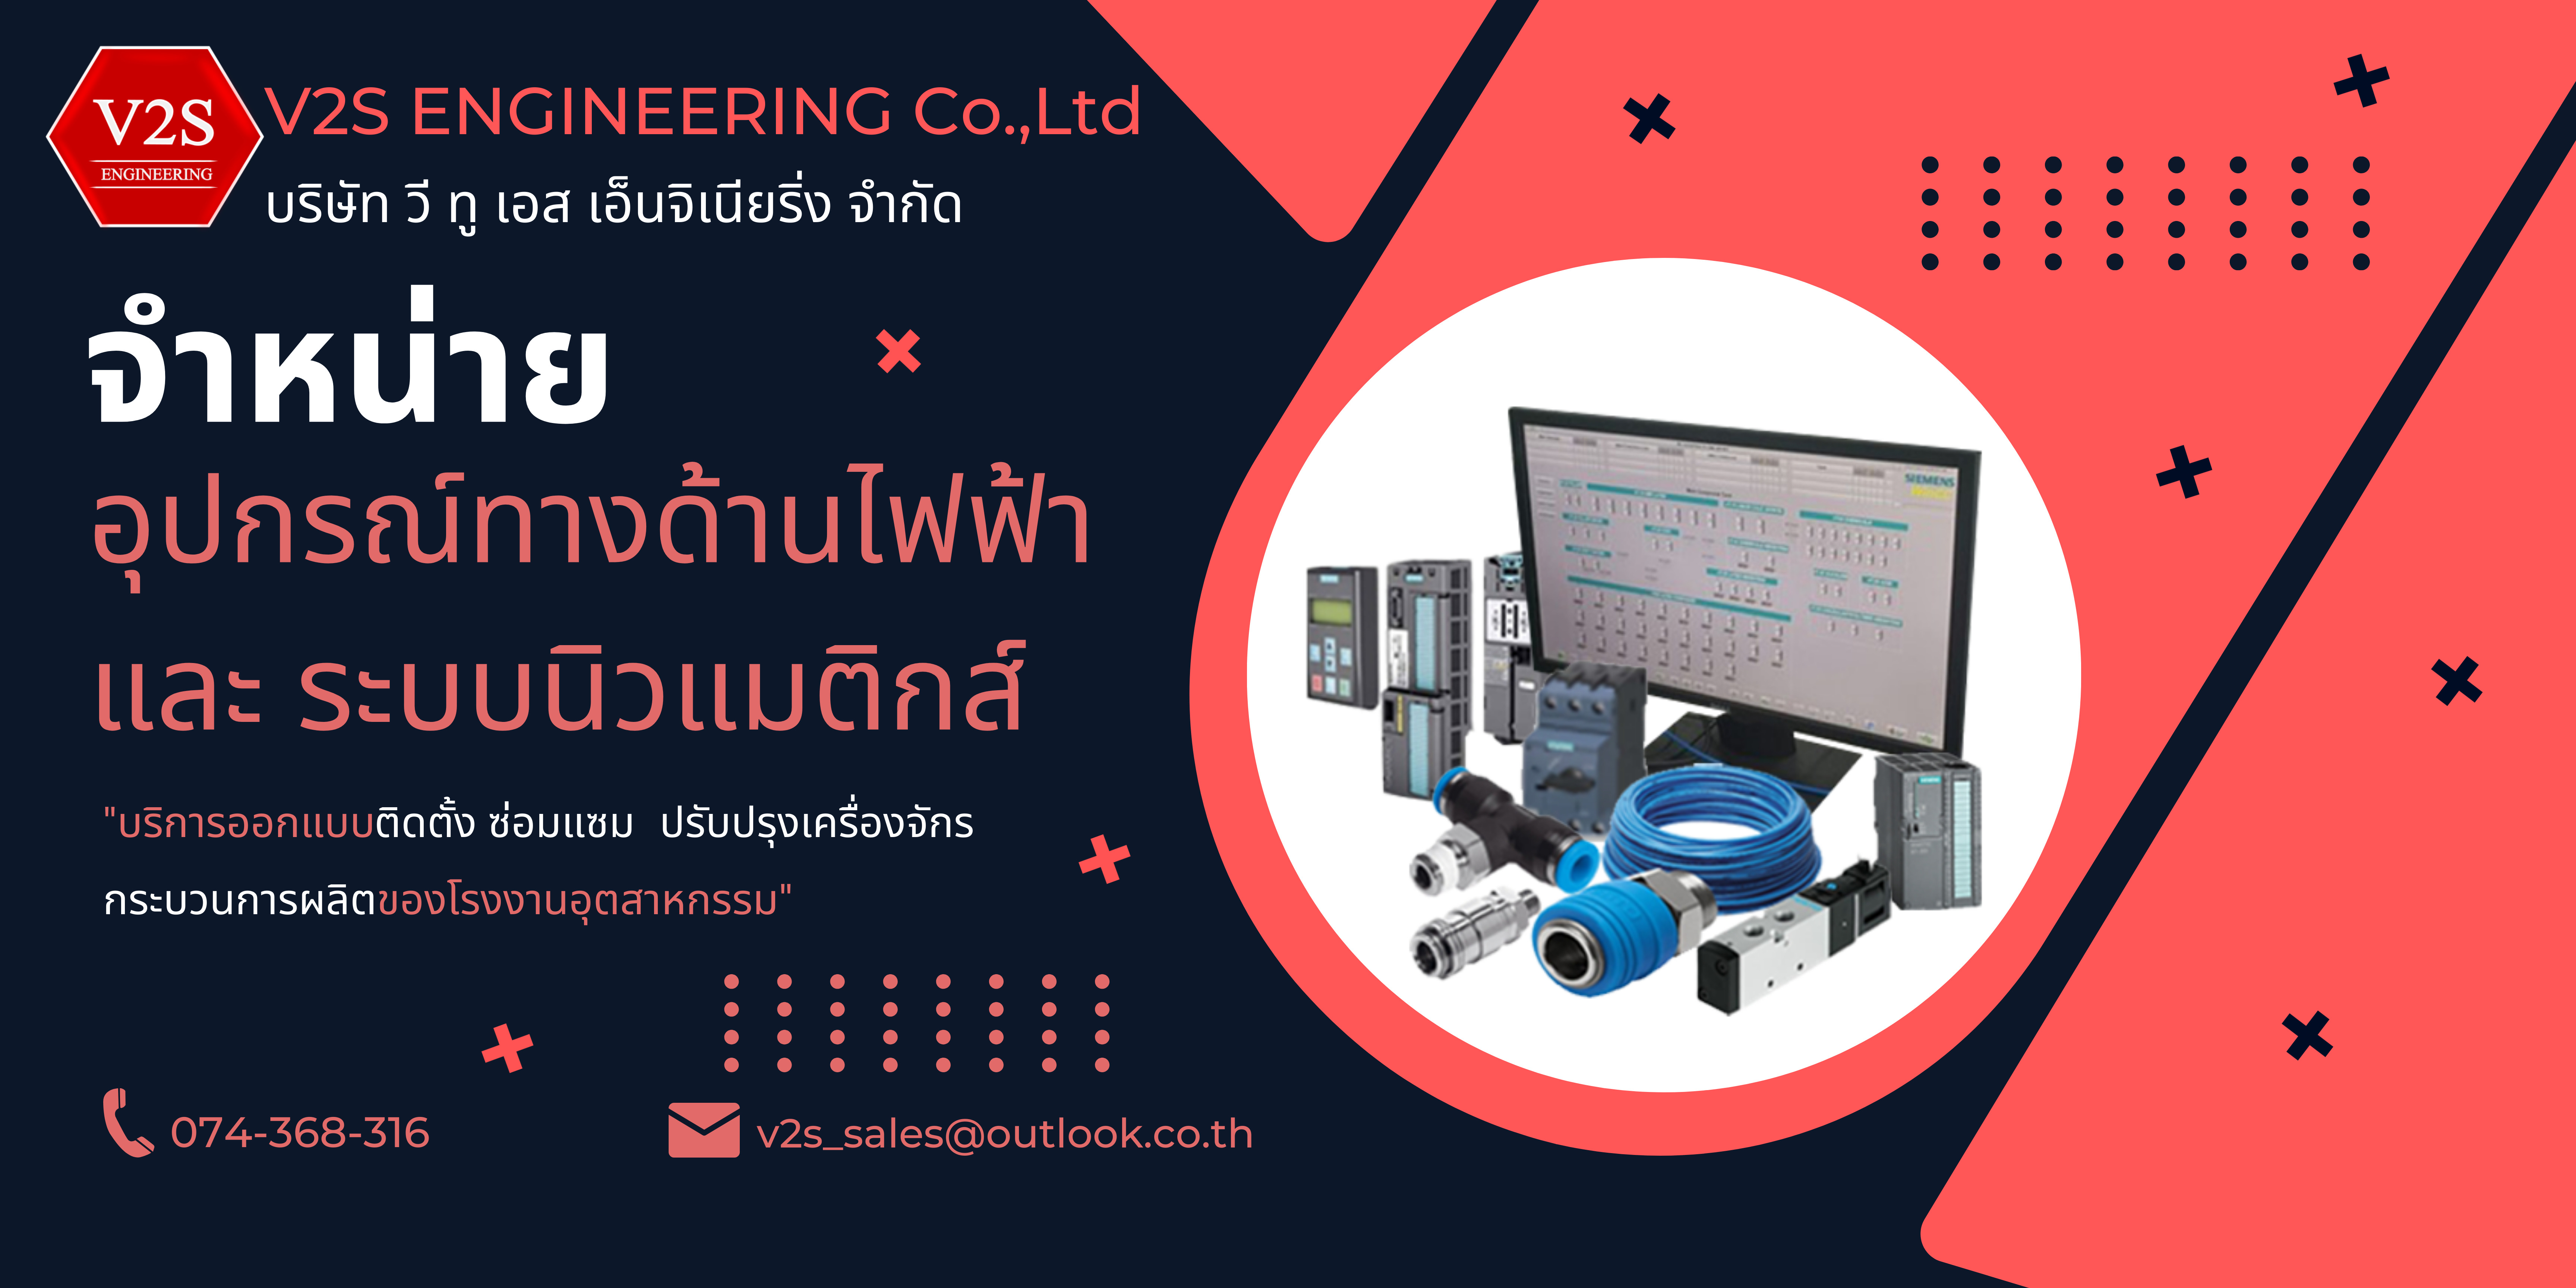 V2S
ENGINEERING
V2S ENGINEERING Co.,Ltd
บริษัท วี ทู เอส เอ็นจิเนียริ่ง จำกัด
จำหน่าย
อุปกรณ์ทางด้านไฟฟ้า
และ ระบบนิวแมติกส์
"บริการออกแบบติดตั้ง ซ่อมแซม ปรับปรุงเครื่องจักร
กระบวนการผลิตของโรงงานอุตสาหกรรม"
074-368-316
v2s_sales@outlook.co.th
SIEMENS